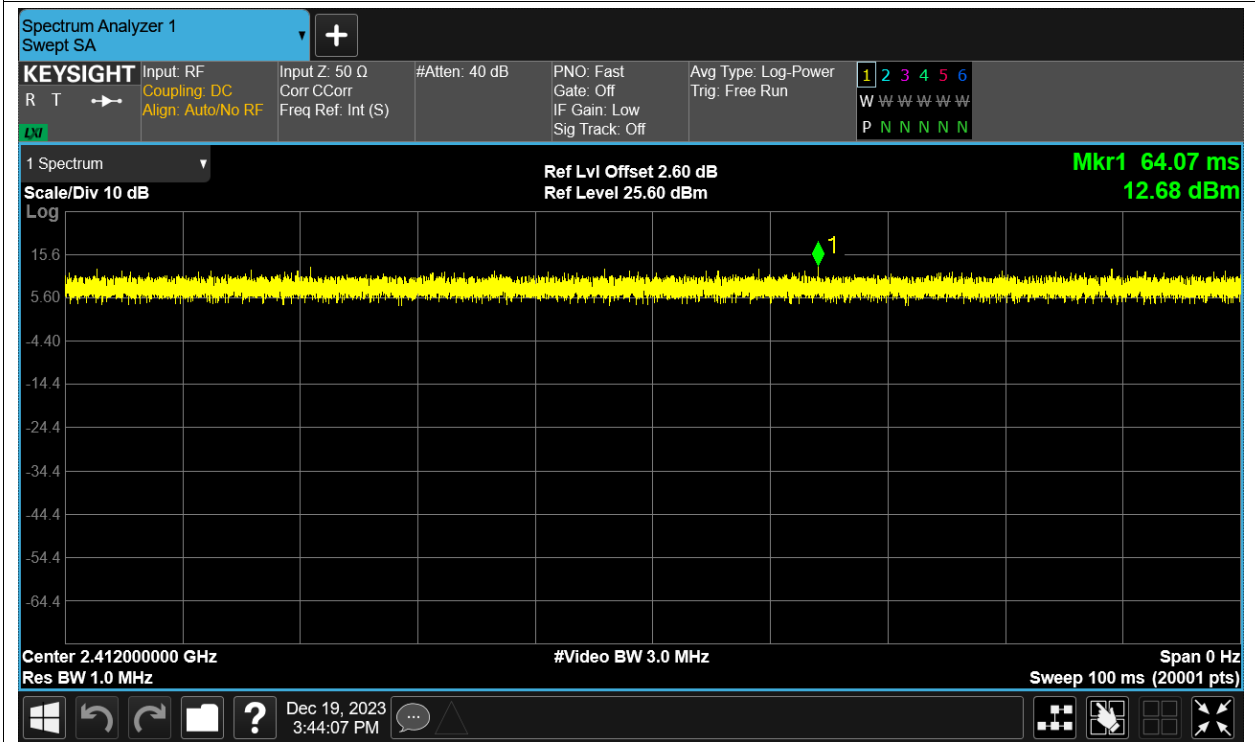 Spectrum Analyzer 1
Swept SA
KEYSIGHT
R T
LXI
Input: RF
Coupling: DC
Align: Auto/No RF
Input Z: 50 Ω
Corr CCorr
Freq Ref: Int (S)
#Atten: 40 dB
PNO: Fast
Gate: Off
IF Gain: Low
Sig Track: Off
Avg Type: Log-Power
Trig: Free Run
1 2 3 4 5 6
W W W W W W
P N N N N N
1 Spectrum
Scale/Div 10 dB
Ref Lvl Offset 2.60 dB
Ref Level 25.60 dBm
Mkr1 64.07 ms
12.68 dBm
Log
1
15.6
5.60
-4.40
-14.4
-24.4
-34.4
-44.4
-54.4
-64.4
Center 2.412000000 GHz
Res BW 1.0 MHz
#Video BW 3.0 MHz
Span 0 Hz
Sweep 100 ms (20001 pts)
?
Dec 19, 2023
3:44:07 PM